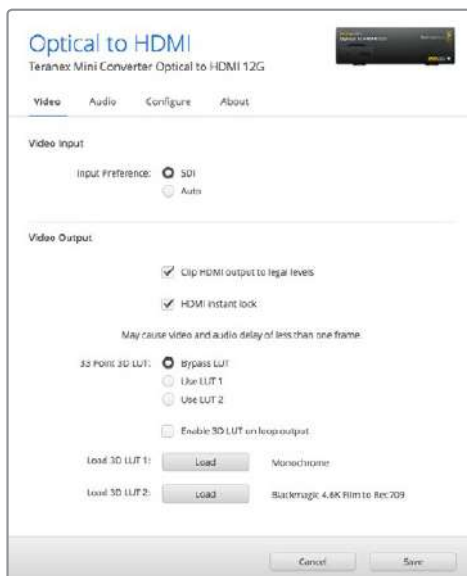 Optical to HDMI
Teranex Mini Converter Optical to HDMI 12G
Video Audio Configure About
Video Input
Input Preference: SDI
Auto
Video Output
Clip HDMI output to legal levels
HDMI instant lock
May cause video and audio delay of less than one frame
33 Point 3D LUT: Bypass LUT
Use LUT 1
Use LUT 2
Enable 3D LUT on loop output
Load 3D LUT 1: Load Monochrome
Load 3D LUT 2: Load Blackmagic 4.6K Film to Rec709
Cancel Save